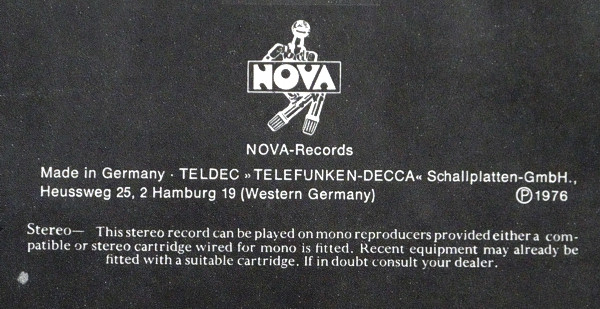 NOVA
NOVA-Records
Made in Germany · TELDEC »TELEFUNKEN-DECCA« Schallplatten-GmbH.,
Heussweg 25, 2 Hamburg 19 (Western Germany) Ⓟ1976
Stereo— This stereo record can be played on mono reproducers provided either a com-
patible or stereo cartridge wired for mono is fitted. Recent equipment may already be
fitted with a suitable cartridge. If in doubt consult your dealer.